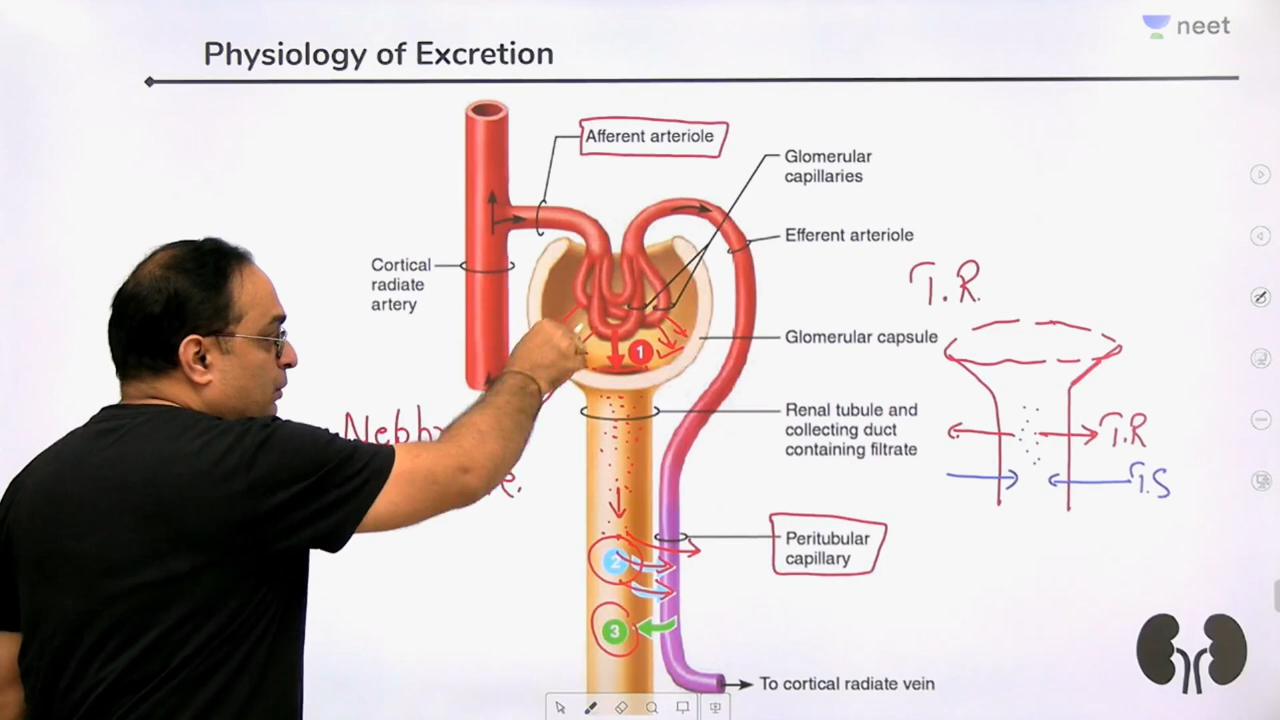 neet
Physiology of Excretion
Afferent arteriole
Glomerular
capillaries
Efferent arteriole
Cortical
radiate
artery
T.R.
Glomerular capsule
1
Renal tubule and
collecting duct
containing filtrate
T.R
T.S
Peritubular
capillary
2
3
To cortical radiate vein